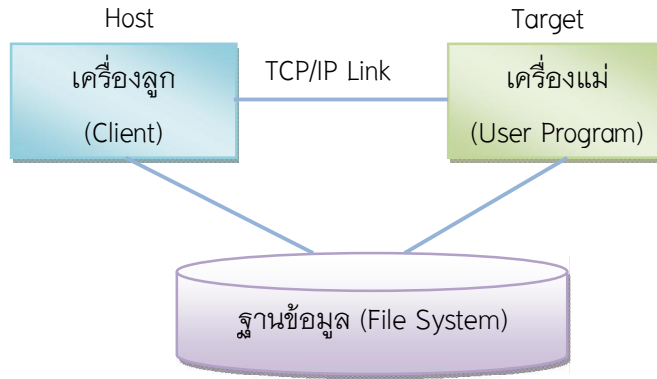 Host
Target
เครื่องลูก
(Client)
TCP/IP Link
เครื่องแม่
(User Program)
ฐานข้อมูล (File System)